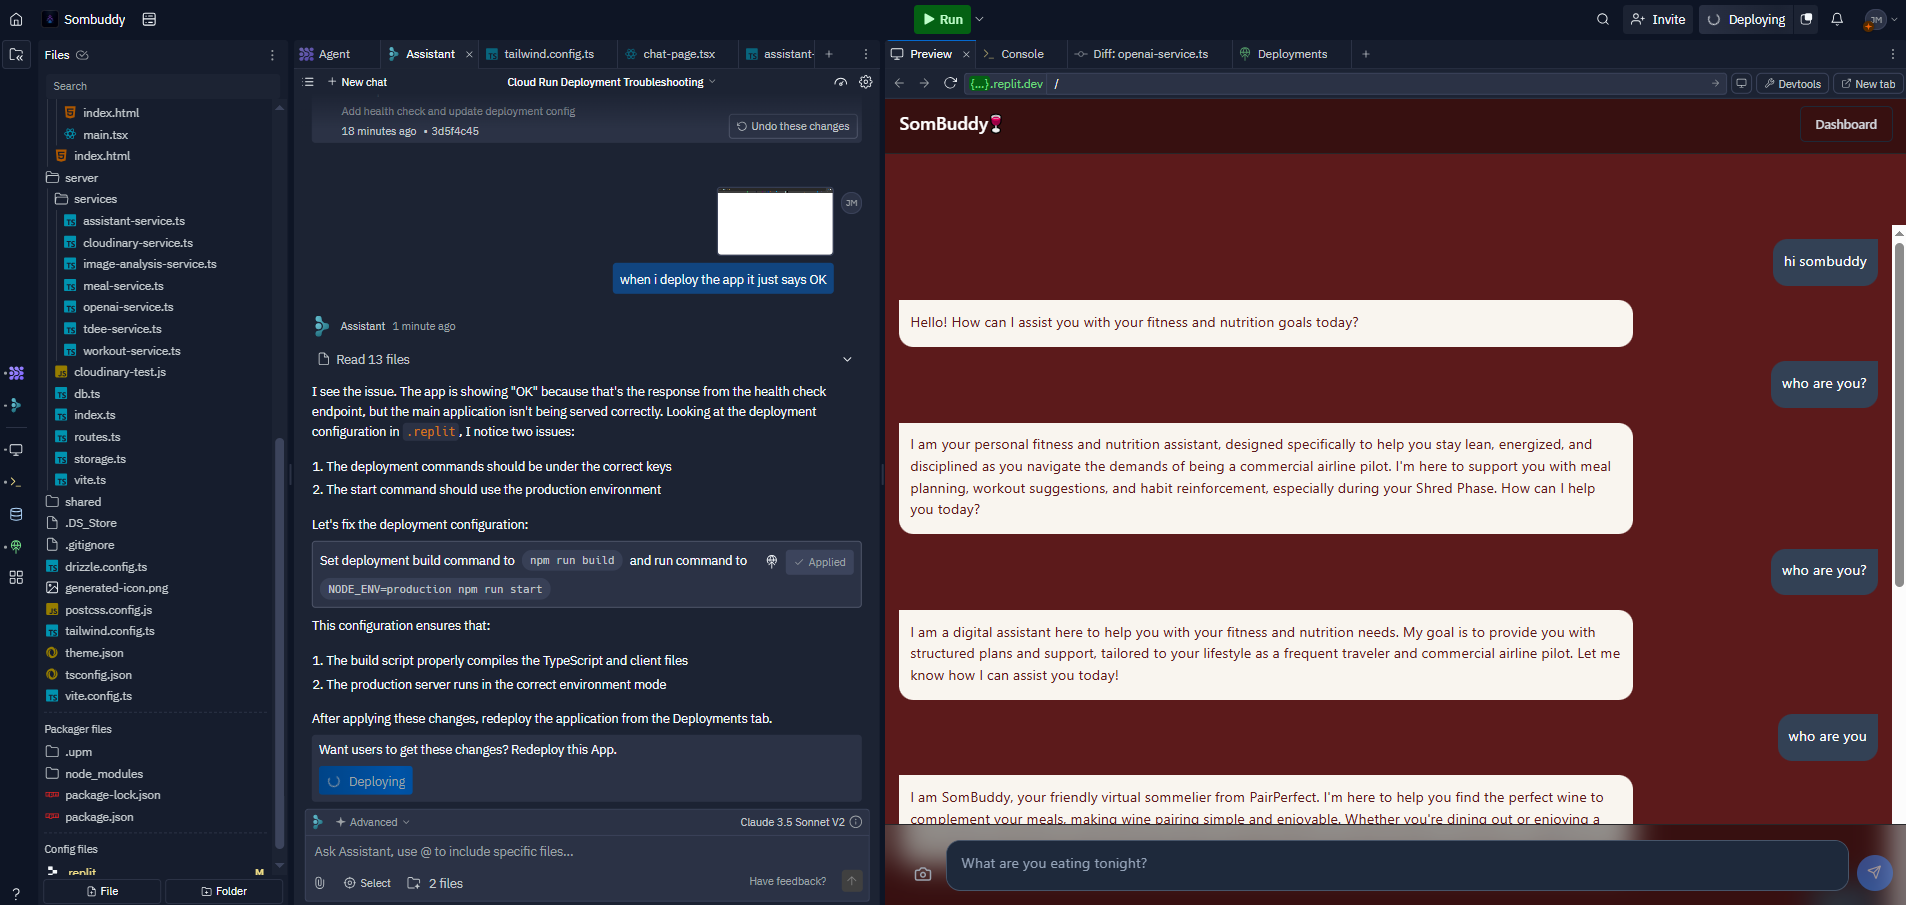 Sombuddy
Run
Invite
Deploying
JM
Files
Search
index.html
main.tsx
index.html
server
services
assistant-service.ts
cloudinary-service.ts
image-analysis-service.ts
meal-service.ts
openai-service.ts
tdee-service.ts
workout-service.ts
cloudinary-test.js
db.ts
index.ts
routes.ts
storage.ts
vite.ts
shared
.DS_Store
.gitignore
drizzle.config.ts
generated-icon.png
postcss.config.js
tailwind.config.ts
theme.json
tsconfig.json
vite.config.ts
Packager files
.upm
node_modules
package-lock.json
package.json
Config files
.replit
M
File
Folder
Agent
Assistant
tailwind.config.ts
chat-page.tsx
assistant-
New chat
Cloud Run Deployment Troubleshooting
Add health check and update deployment config
18 minutes ago • 3d5f4c45
Undo these changes
JM
when i deploy the app it just says OK
Assistant 1 minute ago
Read 13 files
I see the issue. The app is showing "OK" because that's the response from the health check
endpoint, but the main application isn't being served correctly. Looking at the deployment
configuration in .replit, I notice two issues:
1. The deployment commands should be under the correct keys
2. The start command should use the production environment
Let's fix the deployment configuration:
Set deployment build command to npm run build and run command to
NODE_ENV=production npm run start
Applied
This configuration ensures that:
1. The build script properly compiles the TypeScript and client files
2. The production server runs in the correct environment mode
After applying these changes, redeploy the application from the Deployments tab.
Want users to get these changes? Redeploy this App.
Deploying
Advanced
Claude 3.5 Sonnet V2
Ask Assistant, use @ to include specific files...
Select
2 files
Have feedback?
Preview
Console
Diff: openai-service.ts
Deployments
{...}.replit.dev /
Devtools
New tab
SomBuddy🍷
Dashboard
hi sombuddy
Hello! How can I assist you with your fitness and nutrition goals today?
who are you?
I am your personal fitness and nutrition assistant, designed specifically to help you stay lean, energized, and
disciplined as you navigate the demands of being a commercial airline pilot. I'm here to support you with meal
planning, workout suggestions, and habit reinforcement, especially during your Shred Phase. How can I help
you today?
who are you?
I am a digital assistant here to help you with your fitness and nutrition needs. My goal is to provide you with
structured plans and support, tailored to your lifestyle as a frequent traveler and commercial airline pilot. Let me
know how I can assist you today!
who are you
I am SomBuddy, your friendly virtual sommelier from PairPerfect. I'm here to help you find the perfect wine to
complement your meals, making wine pairing simple and enjoyable. Whether you're dining out or enjoying a
What are you eating tonight?